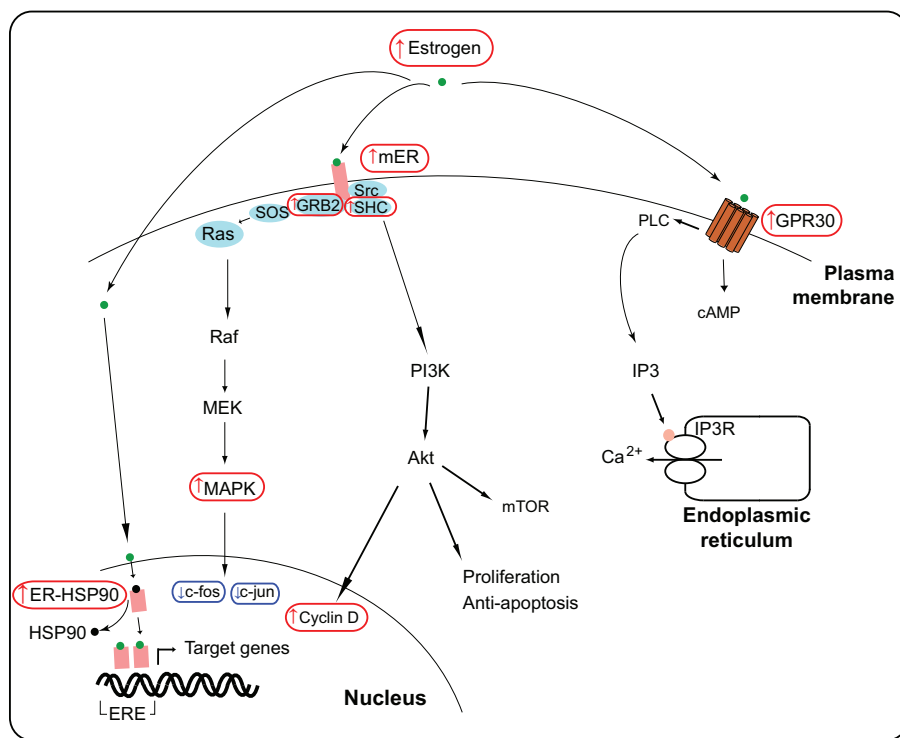 ↑Estrogen
↑mER
Src
↑GRB2
↑SHC
SOS
Ras
PLC
↑GPR30
Plasma
membrane
cAMP
Raf
PI3K
IP3
MEK
IP3R
Ca²⁺
Akt
↑MAPK
mTOR
Endoplasmic
reticulum
↑ER-HSP90
↓c-fos
↓c-jun
Proliferation
Anti-apoptosis
↑Cyclin D
HSP90
Target genes
Nucleus
ERE